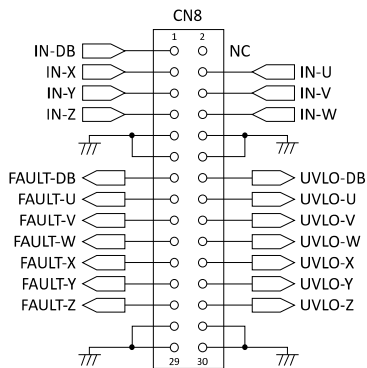 CN8
1 2
IN-DB NC
IN-X IN-U
IN-Y IN-V
IN-Z IN-W
FAULT-DB UVLO-DB
FAULT-U UVLO-U
FAULT-V UVLO-V
FAULT-W UVLO-W
FAULT-X UVLO-X
FAULT-Y UVLO-Y
FAULT-Z UVLO-Z
29 30